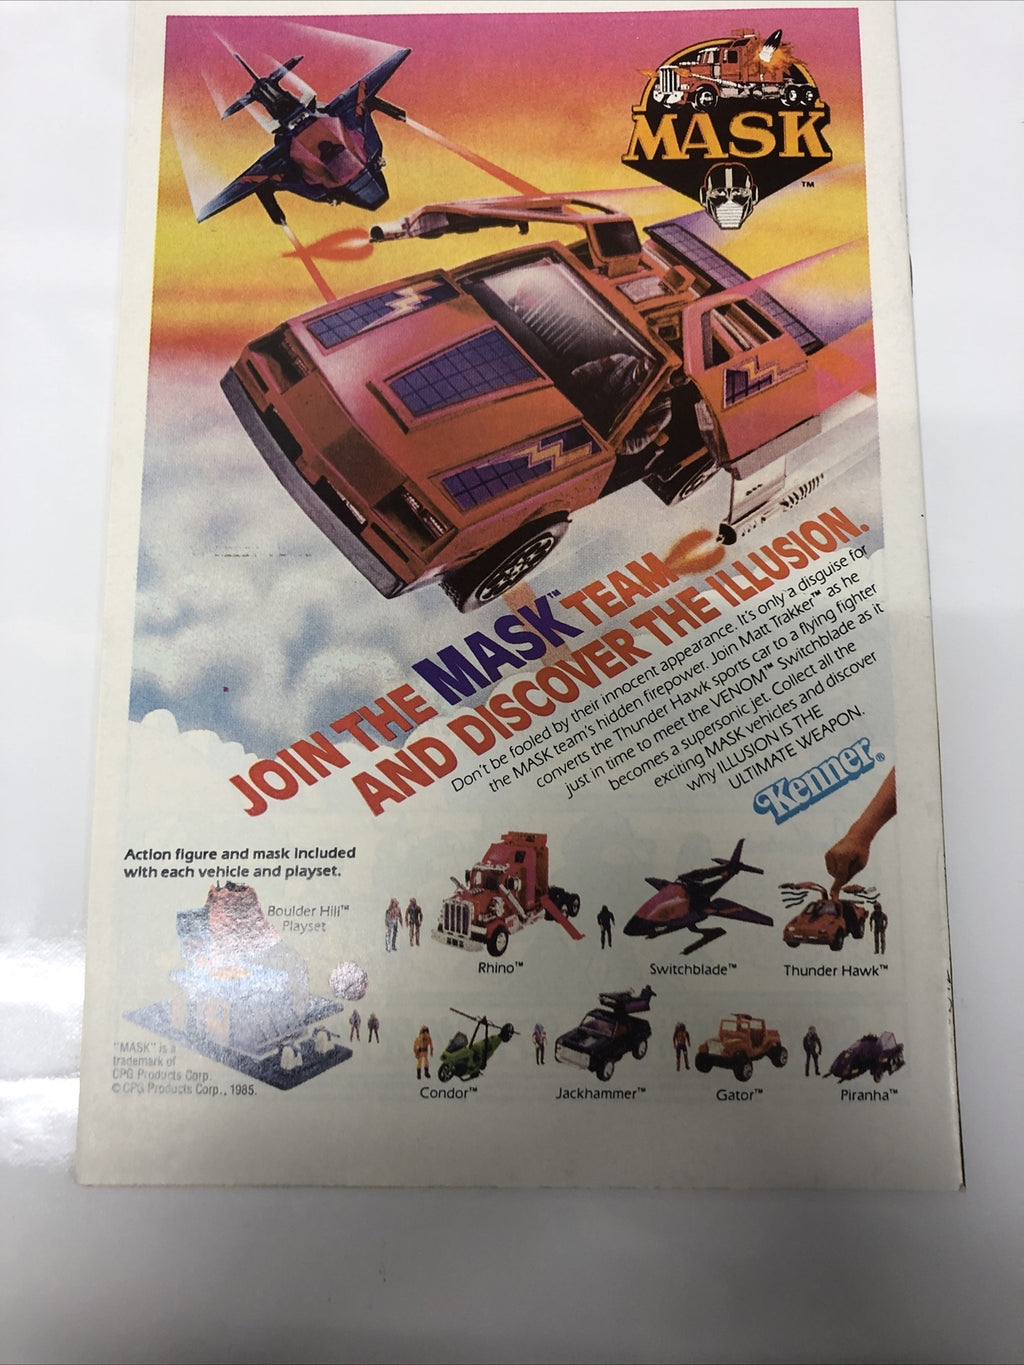 MASK
™
JOIN THE MASK™ TEAM
AND DISCOVER THE ILLUSION.
Don't be fooled by their innocent appearance. It's only a disguise for
the MASK team's hidden firepower. Join Matt Trakker™ as he
converts the Thunder Hawk sports car to a flying fighter
just in time to meet the VENOM™ Switchblade as it
becomes a supersonic jet. Collect all the
exciting MASK vehicles and discover
why ILLUSION IS THE
ULTIMATE WEAPON.
Kenner®
Action figure and mask included
with each vehicle and playset.
Boulder Hill™
Playset
Rhino™
Switchblade™
Thunder Hawk™
"MASK" is a
trademark of
CPG Products Corp.
© CPG Products Corp., 1985.
Condor™
Jackhammer™
Gator™
Piranha™